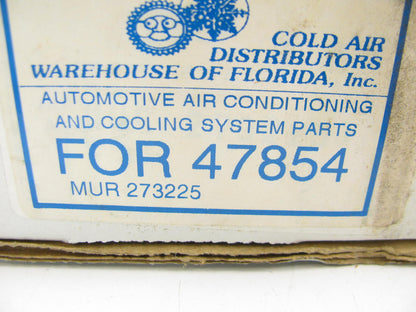 COLD AIR
DISTRIBUTORS
WAREHOUSE OF FLORIDA, Inc.
AUTOMOTIVE AIR CONDITIONING
AND COOLING SYSTEM PARTS
FOR 47854
MUR 273225